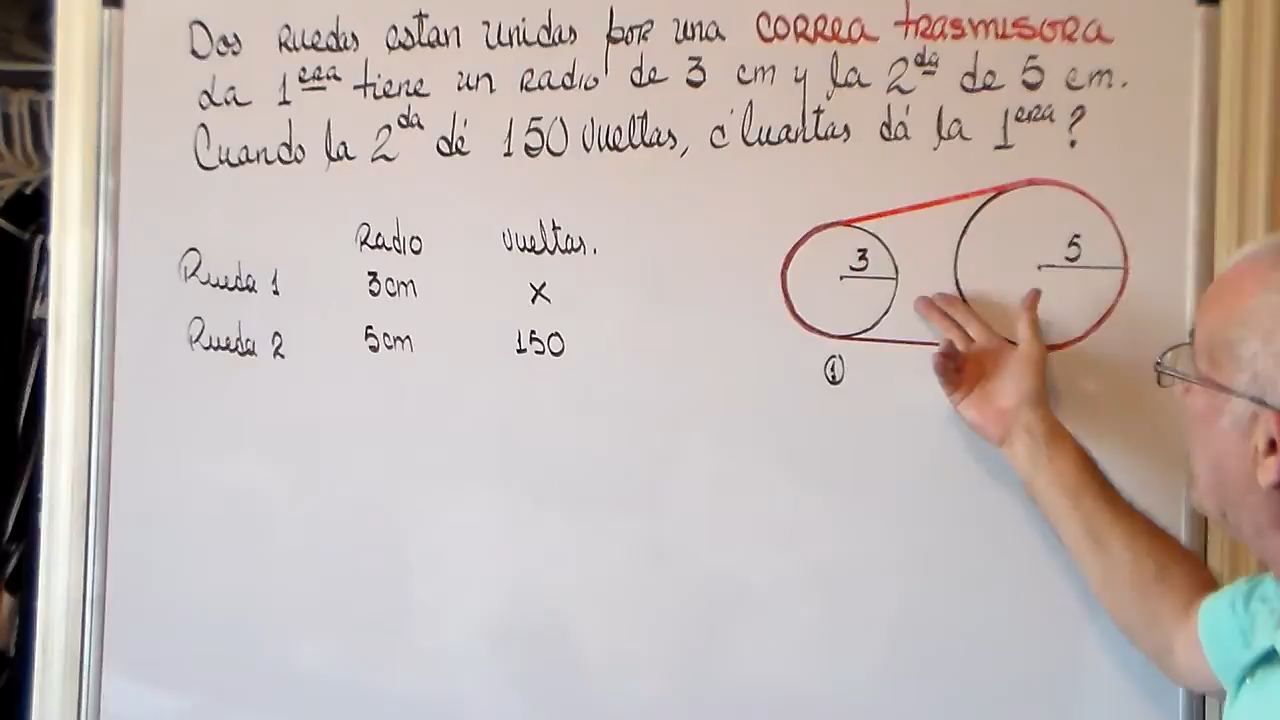 Dos Ruedas estan unidas por una CORREA TRASMISORA
La 1era tiene un Radio de 3 cm y la 2da de 5 cm.
Cuando la 2da dé 150 vueltas, ¿Cuantas dá la 1era?
Radio vueltas.
Rueda 1 3cm x
Rueda 2 5cm 150
3
5
1